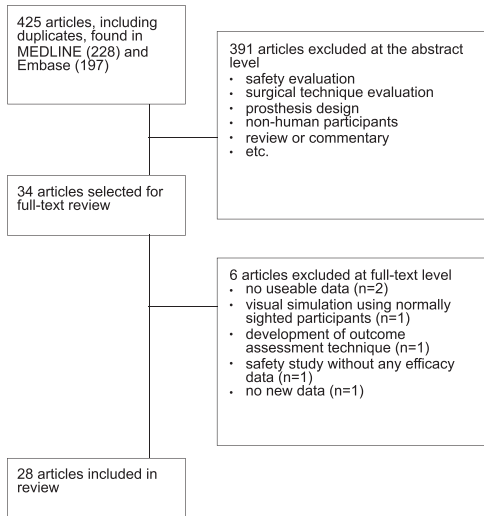 425 articles, including
duplicates, found in
MEDLINE (228) and
Embase (197)
391 articles excluded at the abstract
level
• safety evaluation
• surgical technique evaluation
• prosthesis design
• non-human participants
• review or commentary
• etc.
34 articles selected for
full-text review
6 articles excluded at full-text level
• no useable data (n=2)
• visual simulation using normally
sighted participants (n=1)
• development of outcome
assessment technique (n=1)
• safety study without any efficacy
data (n=1)
• no new data (n=1)
28 articles included in
review